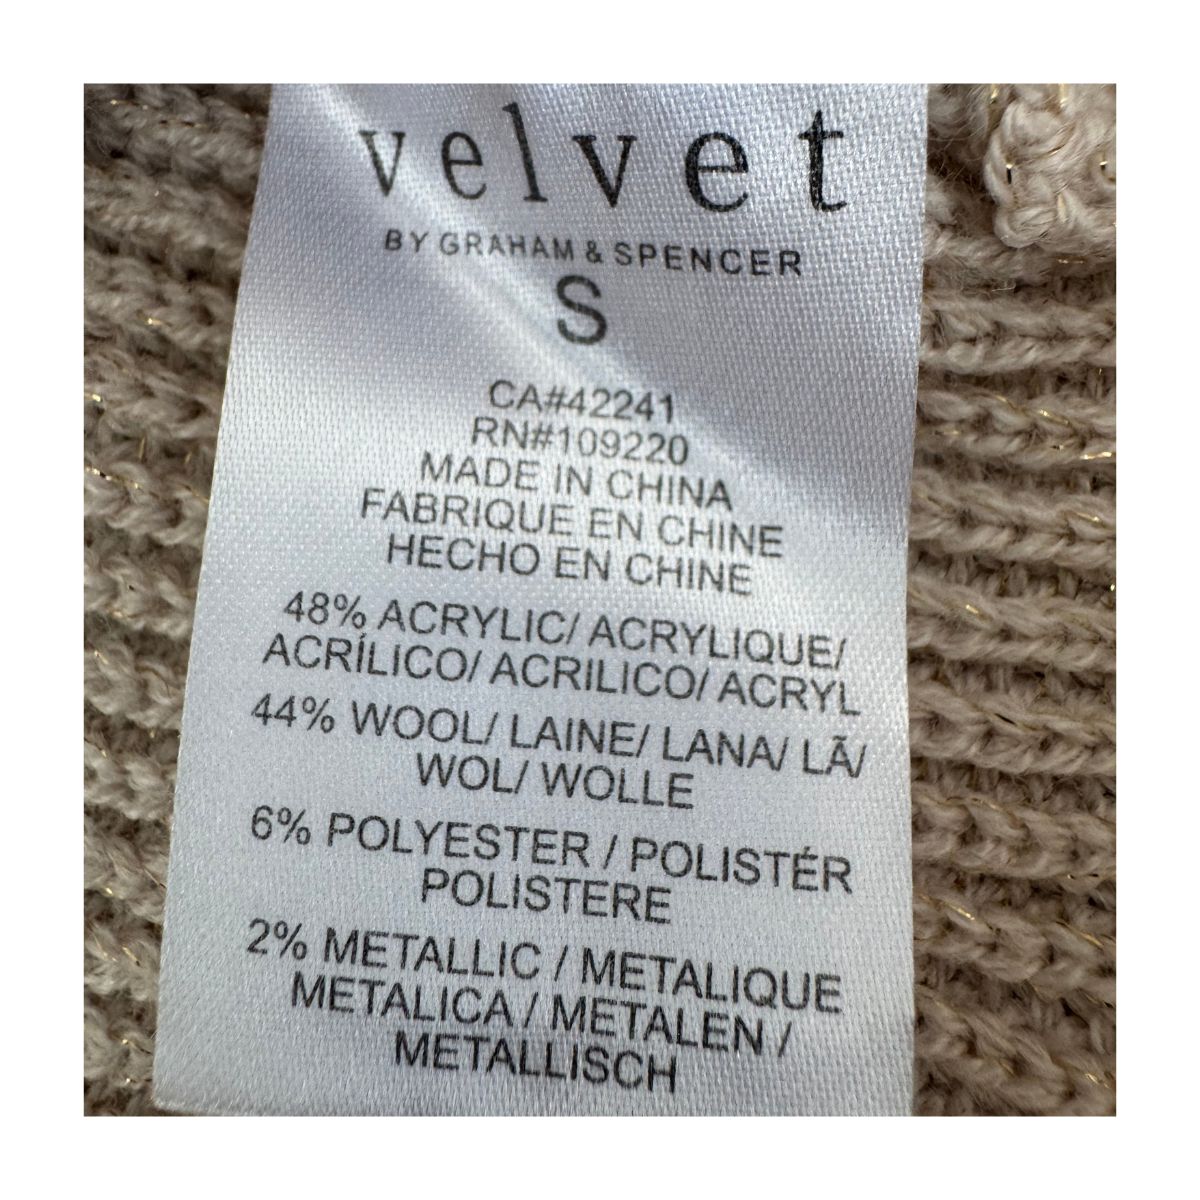 velvet
BY GRAHAM & SPENCER
S
CA#42241
RN#109220
MADE IN CHINA
FABRIQUE EN CHINE
HECHO EN CHINE
48% ACRYLIC/ ACRYLIQUE/
ACRÍLICO/ ACRILICO/ ACRYL
44% WOOL/ LAINE/ LANA/ LÃ/
WOL/ WOLLE
6% POLYESTER / POLISTÉR
POLISTERE
2% METALLIC / METALIQUE
METALICA / METALEN /
METALLISCH